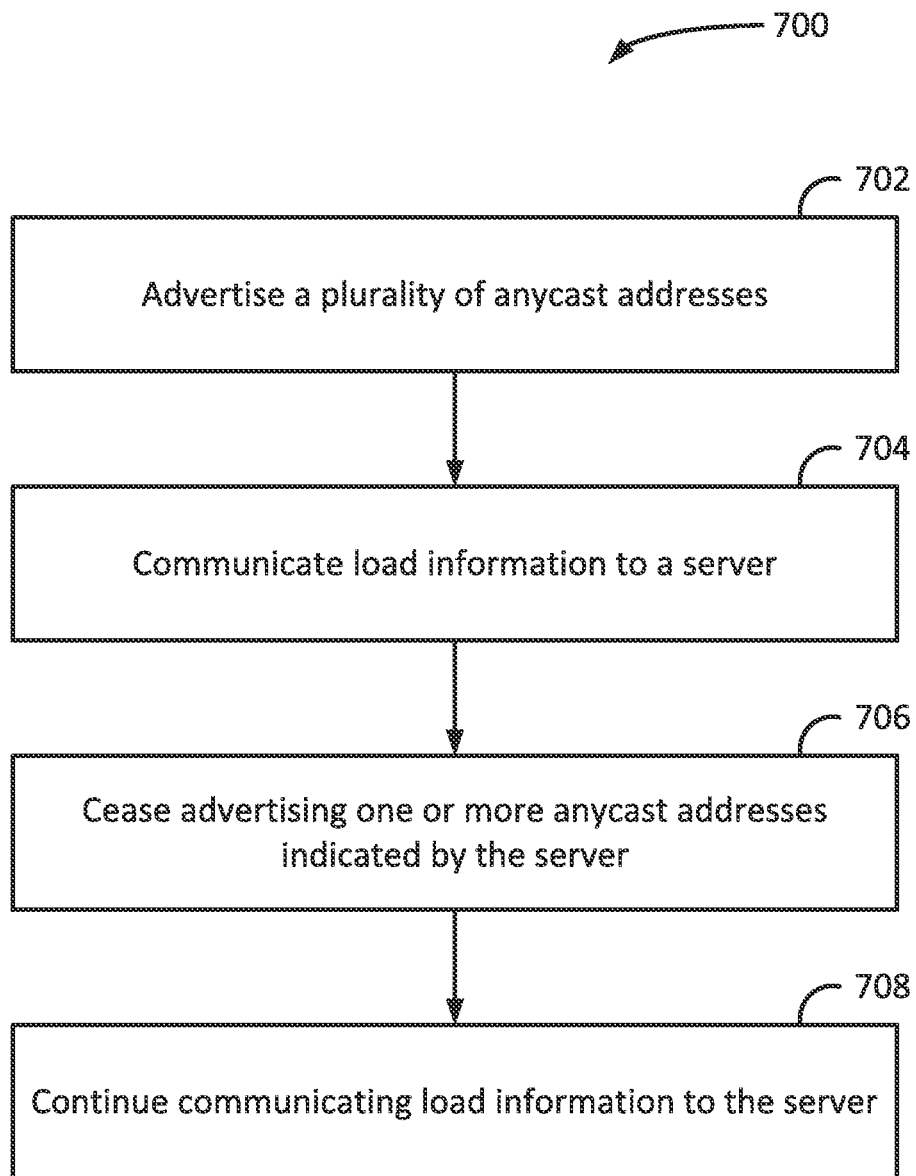 700
702
Advertise a plurality of anycast addresses
704
Communicate load information to a server
706
Cease advertising one or more anycast addresses
indicated by the server
708
Continue communicating load information to the server